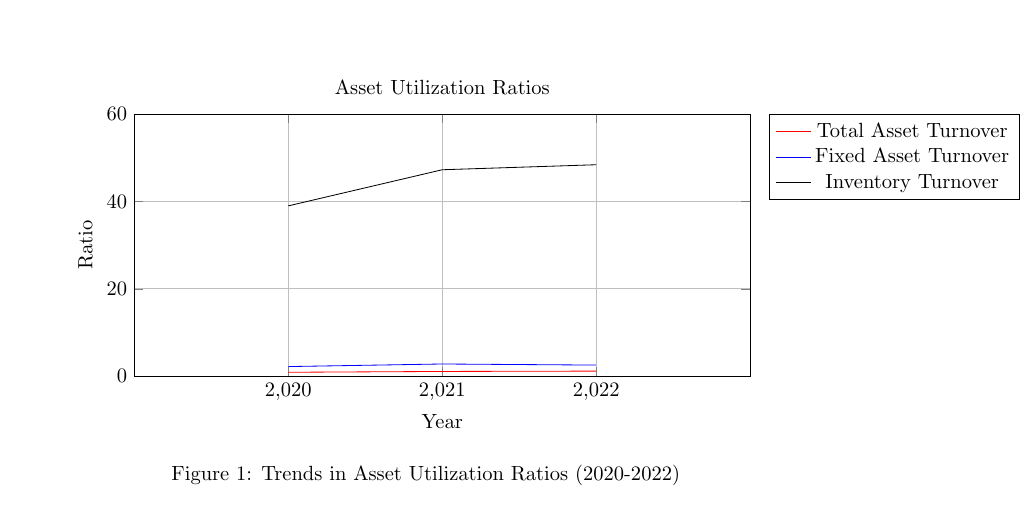 Asset Utilization Ratios
60
40
20
0
Ratio
2,020 2,021 2,022
Year
Total Asset Turnover
Fixed Asset Turnover
Inventory Turnover
Figure 1: Trends in Asset Utilization Ratios (2020-2022)